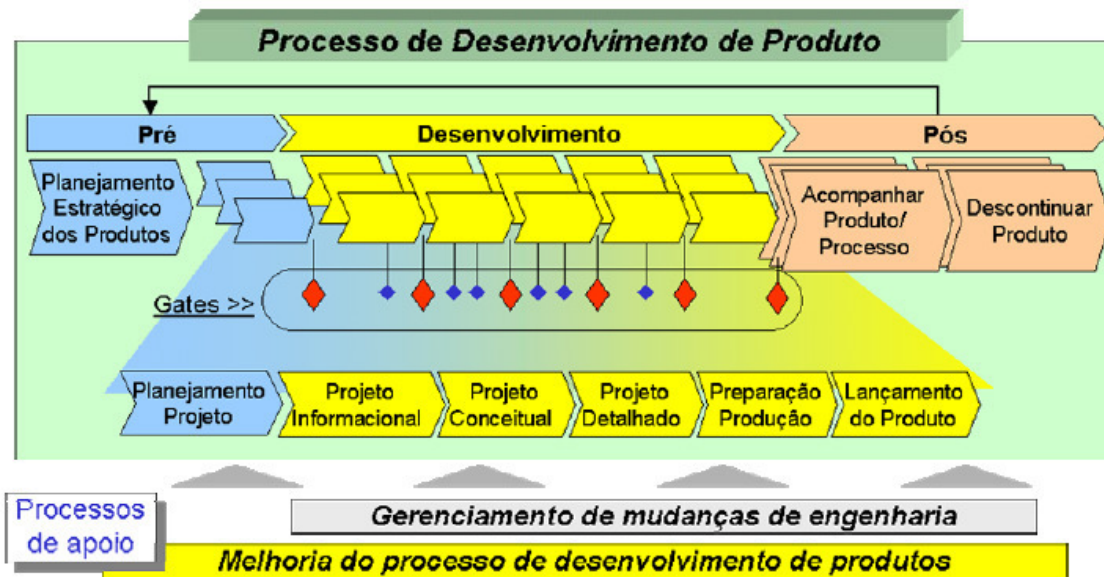 Processo de Desenvolvimento de Produto
Pré
Desenvolvimento
Pós
Planejamento
Estratégico
dos Produtos
Acompanhar
Produto/
Processo
Descontinuar
Produto
Gates >>
Planejamento
Projeto
Projeto
Informacional
Projeto
Conceitual
Projeto
Detalhado
Preparação
Produção
Lançamento
do Produto
Processos
de apoio
Gerenciamento de mudanças de engenharia
Melhoria do processo de desenvolvimento de produtos